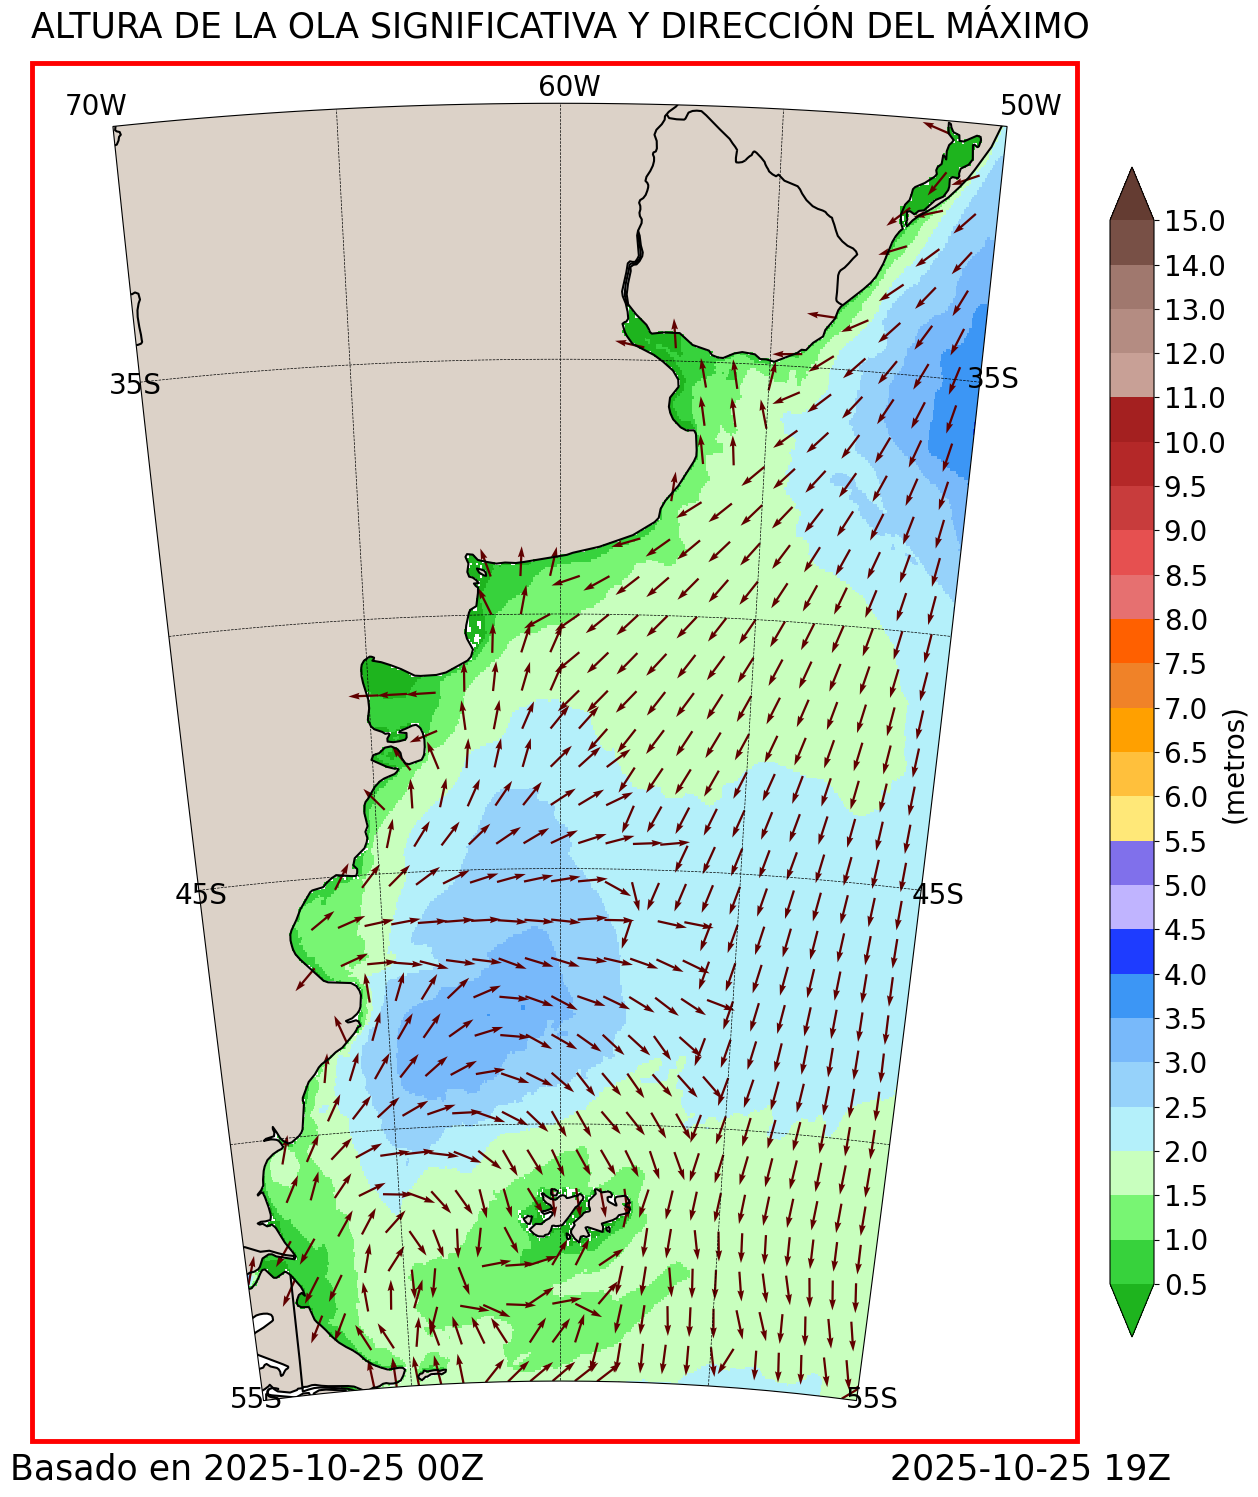 ALTURA DE LA OLA SIGNIFICATIVA Y DIRECCIÓN DEL MÁXIMO
70W
60W
50W
35S
35S
45S
45S
55S
55S
15.0
14.0
13.0
12.0
11.0
10.0
9.5
9.0
8.5
8.0
7.5
7.0
6.5
6.0
5.5
5.0
4.5
4.0
3.5
3.0
2.5
2.0
1.5
1.0
0.5
(metros)
Basado en 2025-10-25 00Z
2025-10-25 19Z